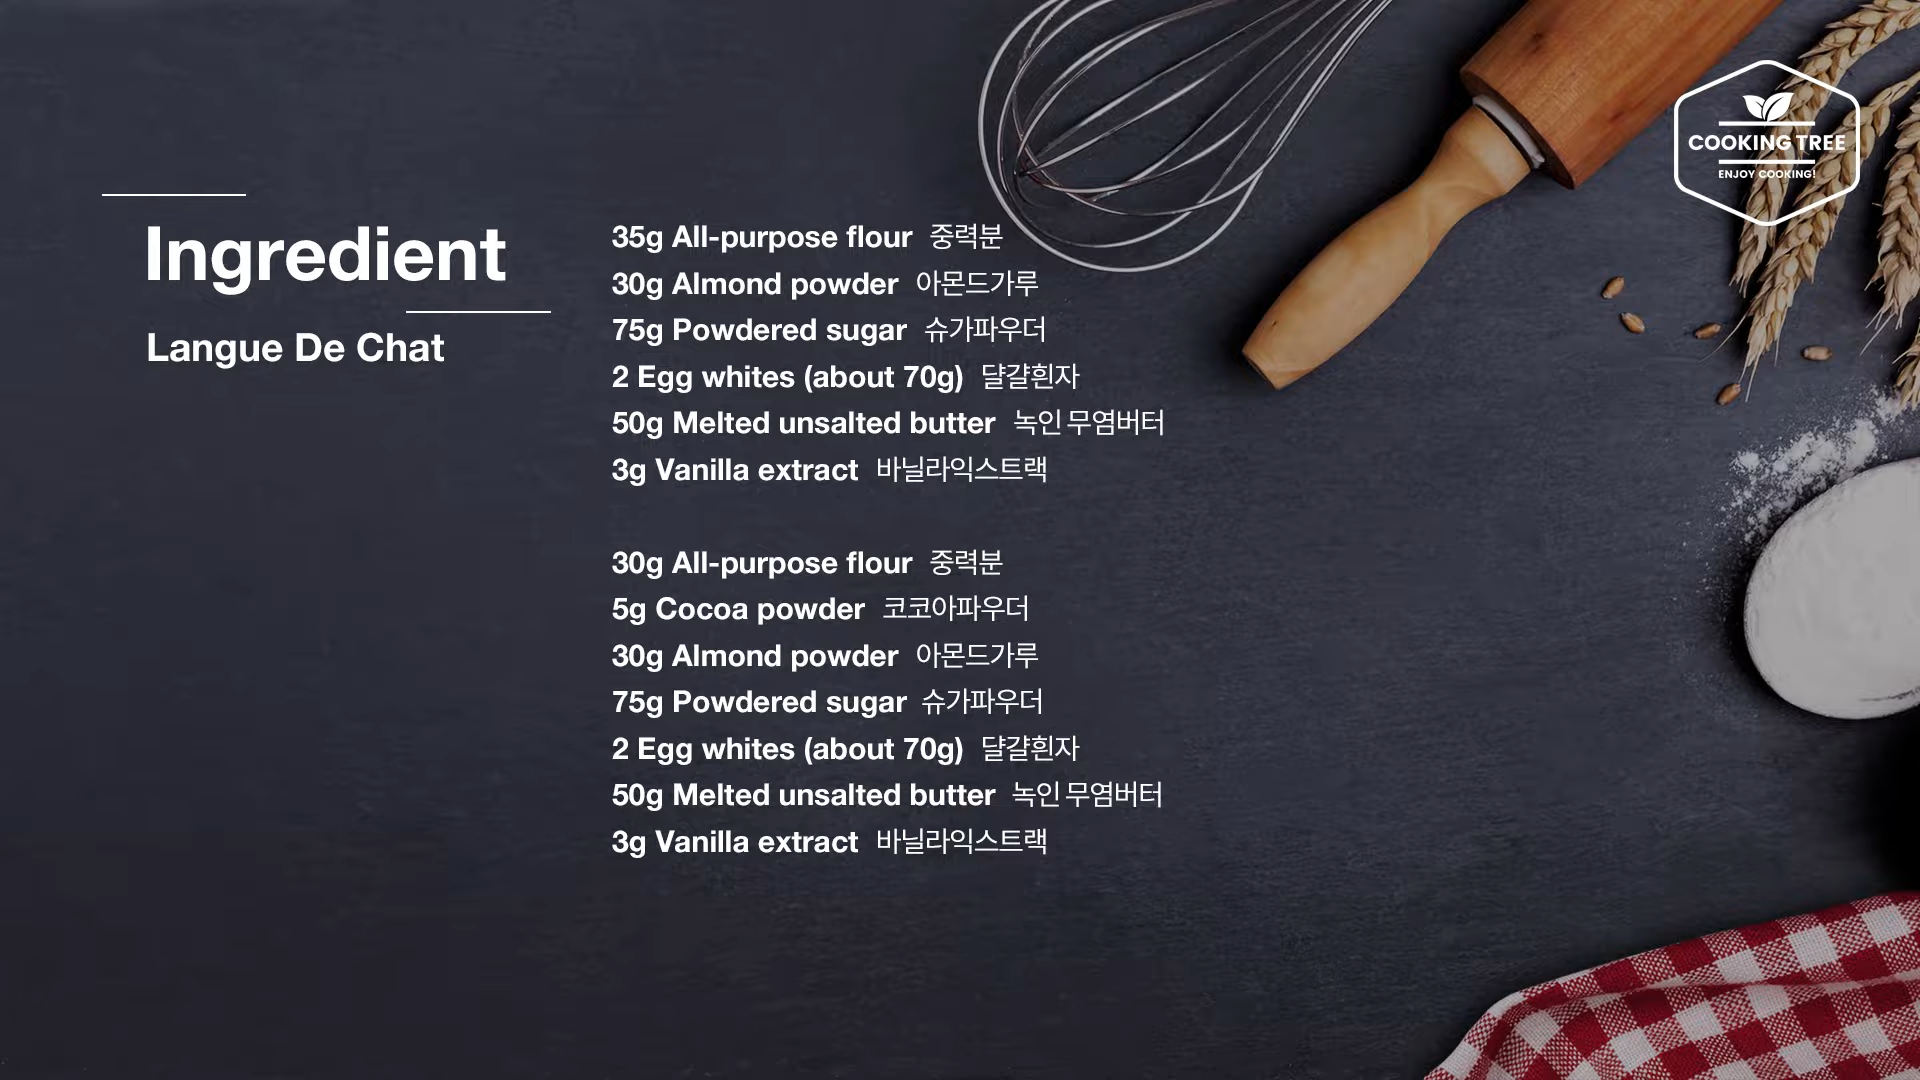 Ingredient
Langue De Chat
35g All-purpose flour 중력분
30g Almond powder 아몬드가루
75g Powdered sugar 슈가파우더
2 Egg whites (about 70g) 댤걀흰자
50g Melted unsalted butter 녹인 무염버터
3g Vanilla extract 바닐라익스트랙
30g All-purpose flour 중력분
5g Cocoa powder 코코아파우더
30g Almond powder 아몬드가루
75g Powdered sugar 슈가파우더
2 Egg whites (about 70g) 댤걀흰자
50g Melted unsalted butter 녹인 무염버터
3g Vanilla extract 바닐라익스트랙
COOKING TREE
ENJOY COOKING!